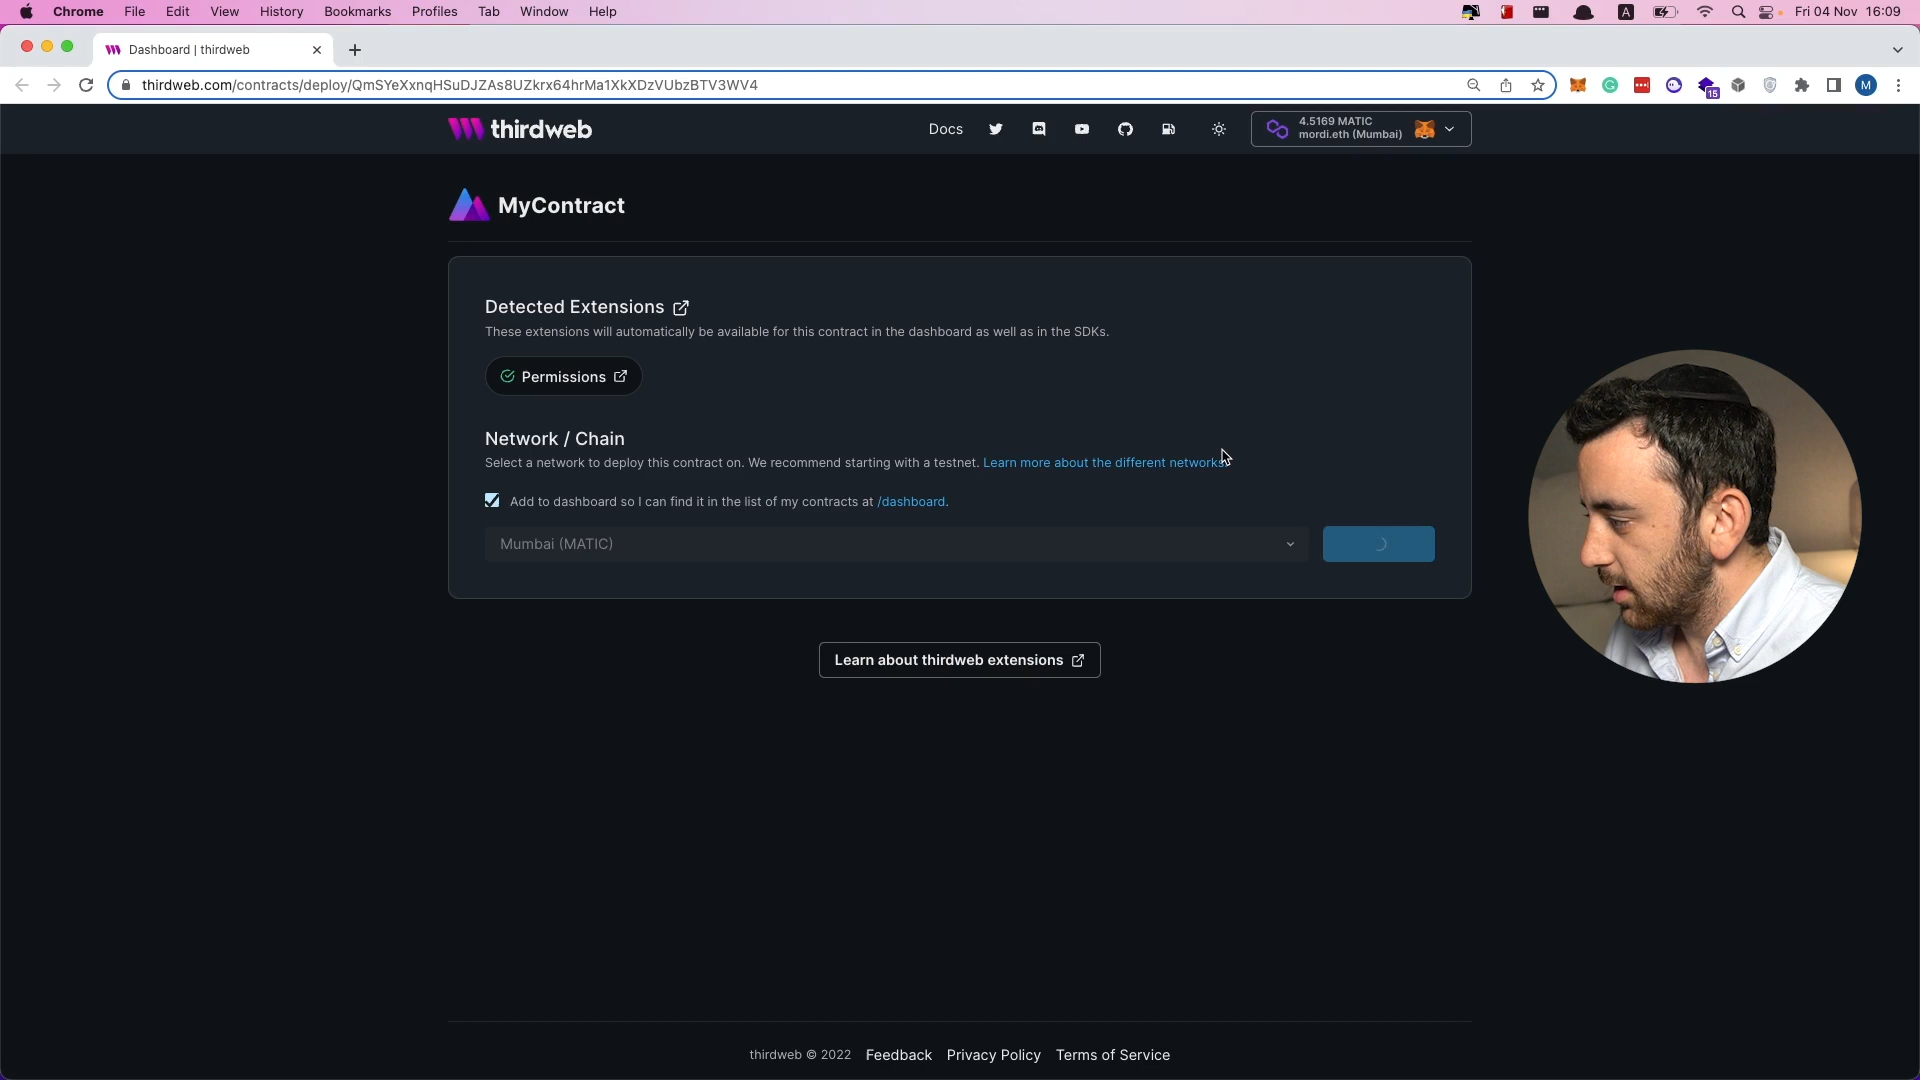 Chrome File Edit View History Bookmarks Profiles Tab Window Help A Fri 04 Nov 16:09
Dashboard | thirdweb
thirdweb.com/contracts/deploy/QmSYeXxnqHSuDJZAs8UZkrx64hrMa1XkXDzVUbzBTV3WV4 15 M
thirdweb Docs 4.5169 MATIC
mordi.eth (Mumbai)
MyContract
Detected Extensions
These extensions will automatically be available for this contract in the dashboard as well as in the SDKs.
Permissions
Network / Chain
Select a network to deploy this contract on. We recommend starting with a testnet. Learn more about the different networks.
Add to dashboard so I can find it in the list of my contracts at /dashboard.
Mumbai (MATIC)
Learn about thirdweb extensions
thirdweb © 2022 Feedback Privacy Policy Terms of Service